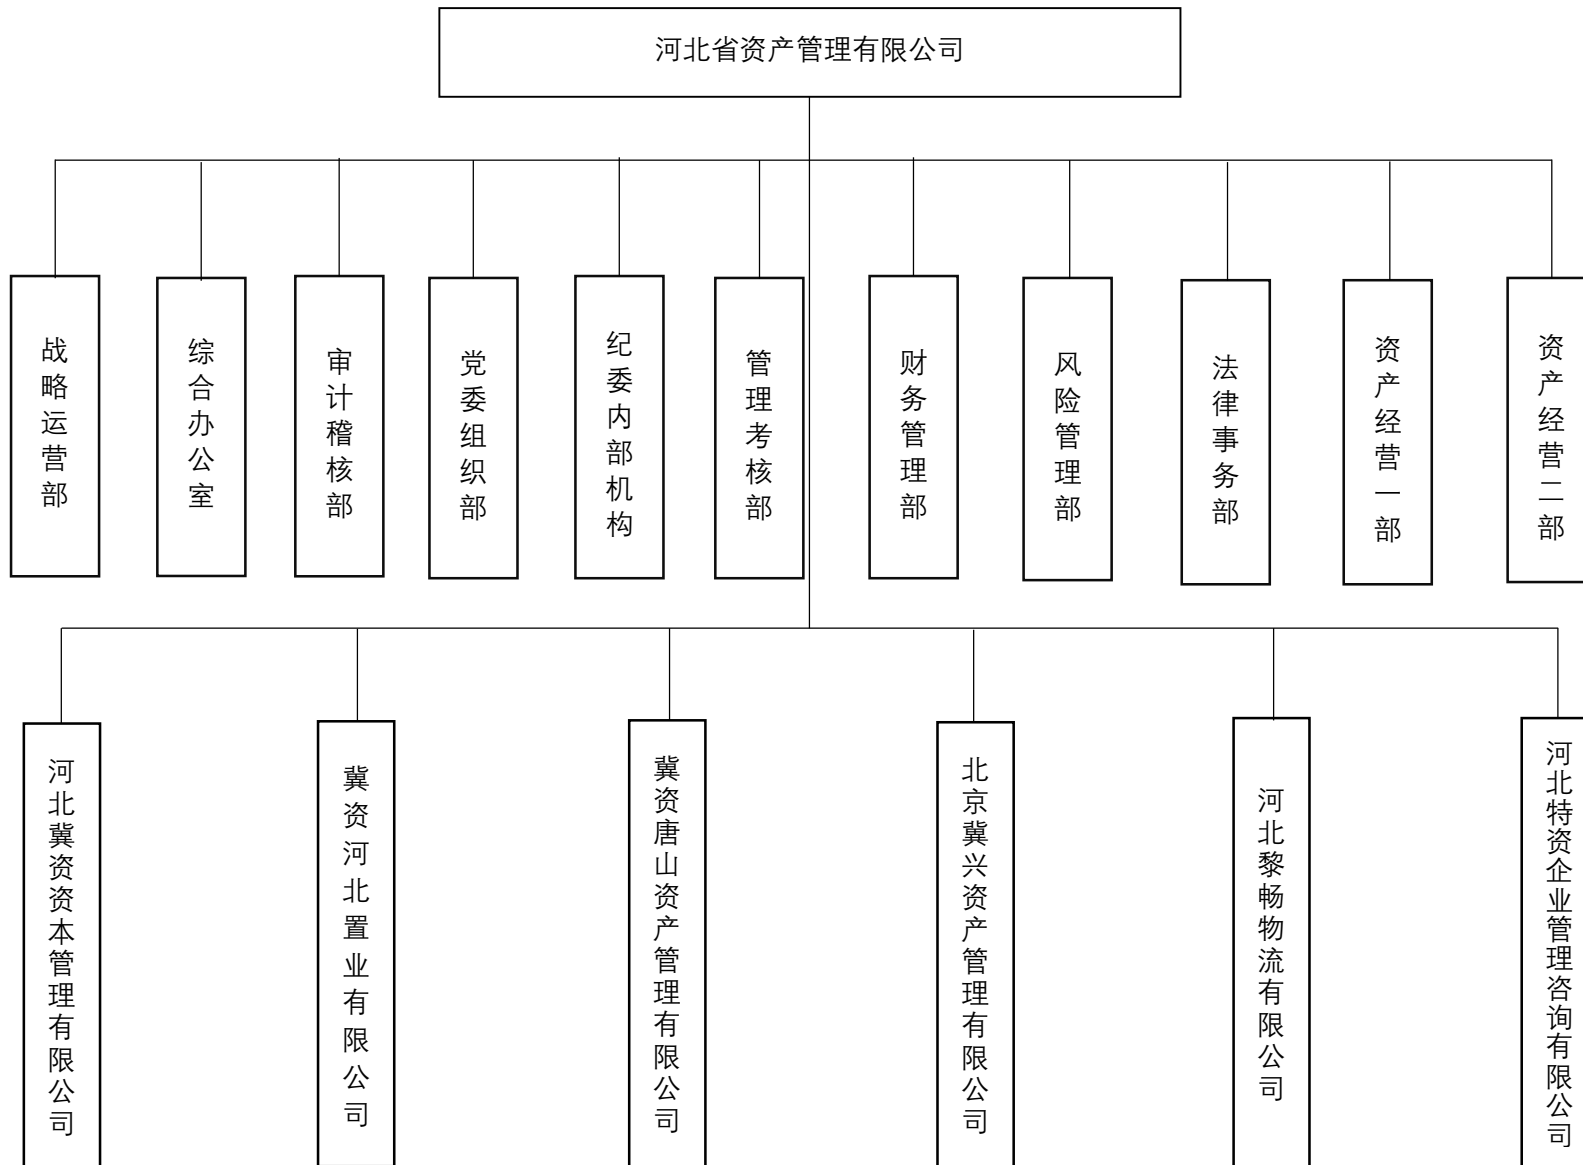 河北省资产管理有限公司
战略运营部
综合办公室
审计稽核部
党委组织部
纪委内部机构
管理考核部
财务管理部
风险管理部
法律事务部
资产经营一部
资产经营二部
河北冀资资本管理有限公司
冀资河北置业有限公司
冀资唐山资产管理有限公司
北京冀兴资产管理有限公司
河北黎畅物流有限公司
河北特资企业管理咨询有限公司